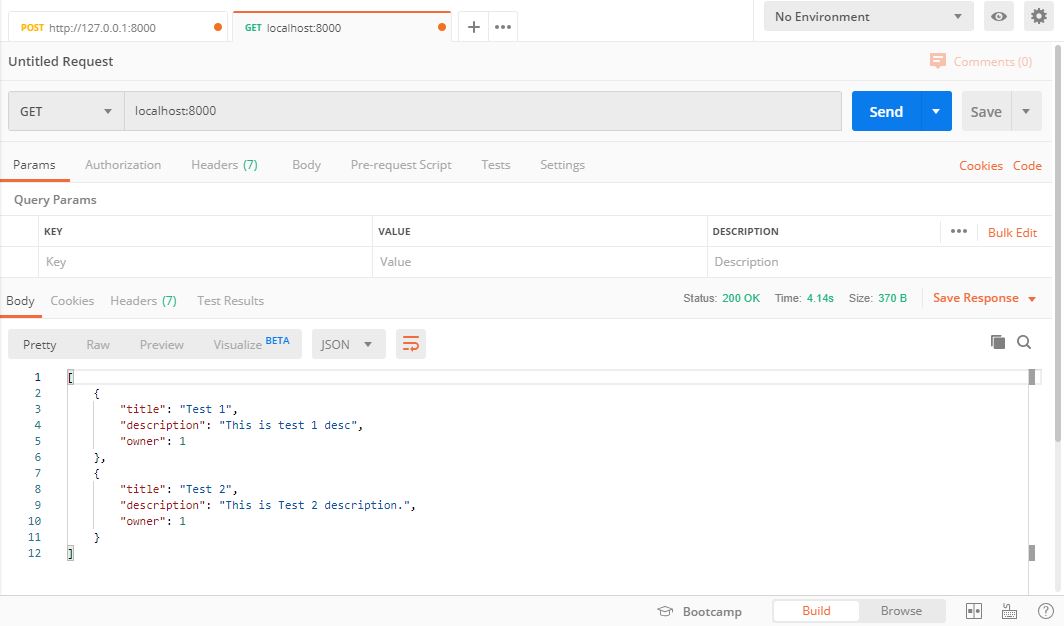 POST http://127.0.0.1:8000 GET localhost:8000 No Environment
Untitled Request Comments (0)
GET localhost:8000 Send Save
Params Authorization Headers (7) Body Pre-request Script Tests Settings Cookies Code
Query Params
KEY VALUE DESCRIPTION Bulk Edit
Key Value Description
Body Cookies Headers (7) Test Results Status: 200 OK Time: 4.14s Size: 370 B Save Response
Pretty Raw Preview Visualize BETA JSON
1 [
2 {
3 "title": "Test 1",
4 "description": "This is test 1 desc",
5 "owner": 1
6 },
7 {
8 "title": "Test 2",
9 "description": "This is Test 2 description.",
10 "owner": 1
11 }
12 ]
Bootcamp Build Browse ?